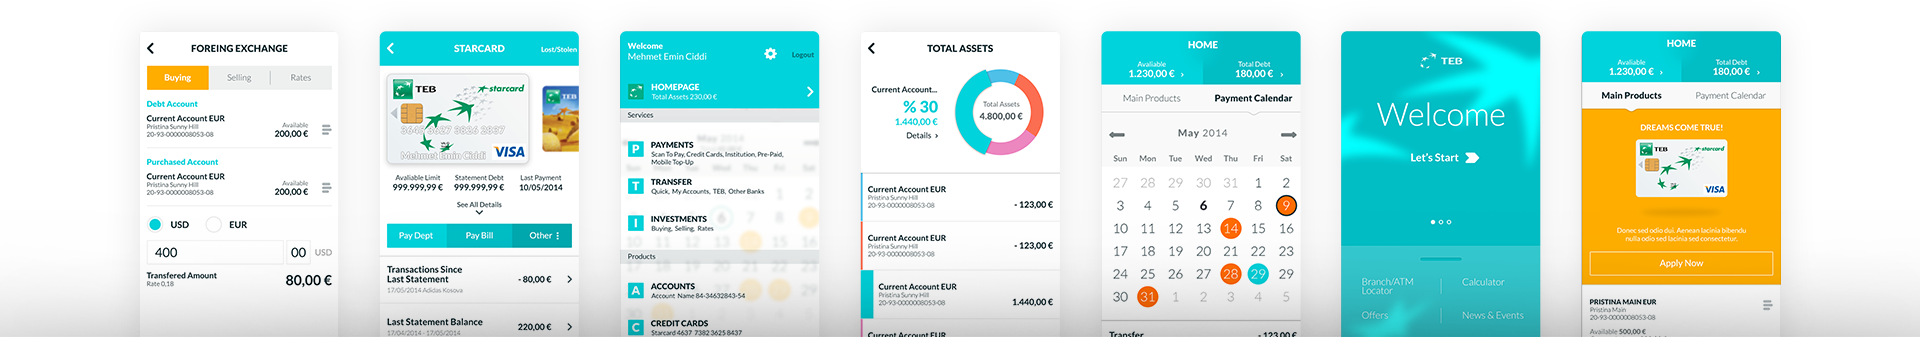 FOREING EXCHANGE
Buying
Selling
Rates
Debt Account
Current Account EUR
Pristina Sunny Hill
20-93-0000008053-08
Available
200,00 €
Purchased Account
Current Account EUR
Pristina Sunny Hill
20-93-0000008053-08
Available
200,00 €
USD
EUR
400
00
USD
Transfered Amount
Rate 0,18
80,00 €
STARCARD
Lost/Stolen
TEB
starcard
3645 3627 3826 2837
Mehmet Emin Ciddi
VISA
Avaliable Limit
999.999,99 €
Statement Debt
999.999,99 €
Last Payment
10/05/2014
See All Details
Pay Dept
Pay Bill
Other
Transactions Since
Last Statement
17/05/2014 Adidas Kosova
- 80,00 €
Last Statement Balance
17/04/2014 - 17/05/2014
220,00 €
Welcome
Mehmet Emin Ciddi
Logout
HOMEPAGE
Total Assets 230,00 €
Services
P
PAYMENTS
Scan To Pay, Credit Cards, Institution, Pre-Paid,
Mobile Top-Up
T
TRANSFER
Quick, My Accounts, TEB, Other Banks
I
INVESTMENTS
Buying, Selling, Rates
Products
A
ACCOUNTS
Account Name 84-34632843-54
C
CREDIT CARDS
Starcard 4637 7382 3625 8437
TOTAL ASSETS
Current Account...
% 30
1.440,00 €
Details
Total Assets
4.800,00 €
Current Account EUR
Pristina Sunny Hill
20-93-0000008053-08
- 123,00 €
Current Account EUR
Pristina Sunny Hill
20-93-0000008053-08
- 123,00 €
Current Account EUR
Pristina Sunny Hill
20-93-0000008053-08
1.440,00 €
Current Account EUR
HOME
Avaliable
1.230,00 €
Total Debt
180,00 €
Main Products
Payment Calendar
May 2014
Sun Mon Tue Wed Thu Fri Sat
27 28 29 30 31 1 2
3 4 5 6 7 8 9
10 11 12 13 14 15 16
17 18 19 20 21 22 23
24 25 26 27 28 29 29
30 31 1 2 3 4 5
Transfer
- 123,00 €
TEB
Welcome
Let's Start
Branch/ATM
Locator
Calculator
Offers
News & Events
HOME
Avaliable
1.230,00 €
Total Debt
180,00 €
Main Products
Payment Calendar
DREAMS COME TRUE!
TEB
starcard
VISA
Donec sed odio dui. Aenean lacinia bibendu
nulla odio sed lacinia sed consectetur.
Apply Now
PRISTINA MAIN EUR
Pristina Main
20-93-0000008053-08
Available 500,00 €